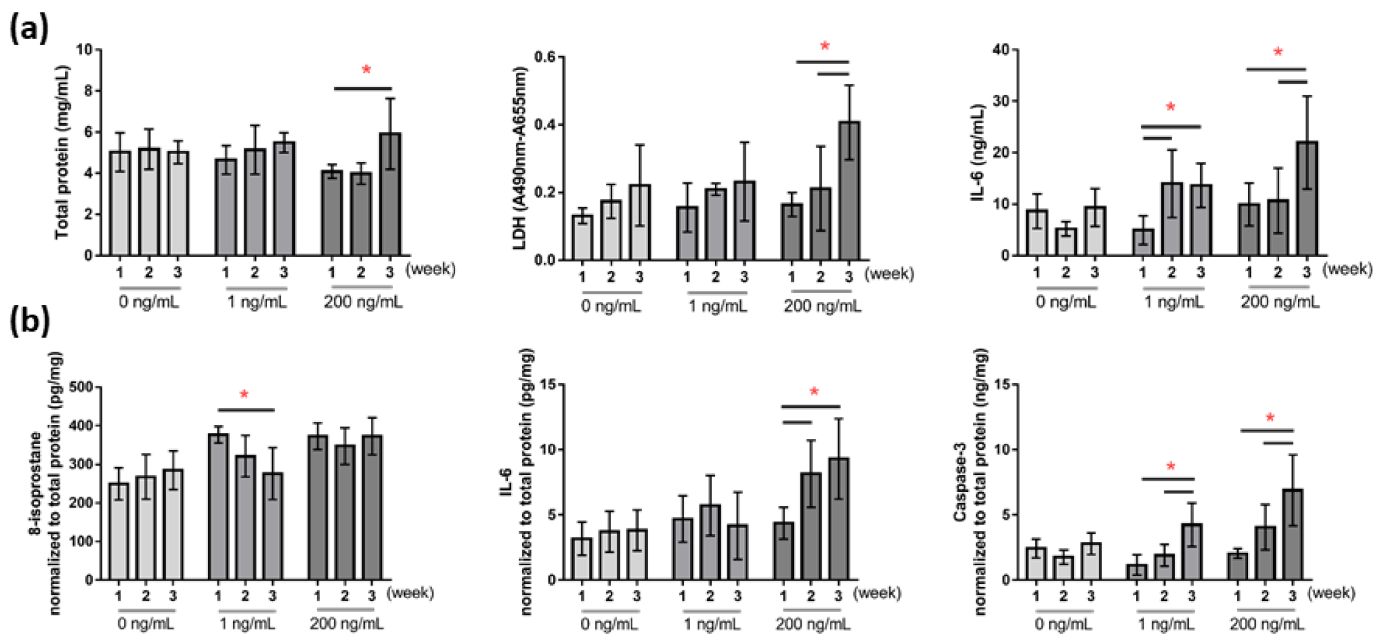 (a)
Total protein (mg/mL)
10
8
6
4
2
0
*
1 2 3 (week)
1 2 3
1 2 3
0 ng/mL 1 ng/mL 200 ng/mL
LDH (A490nm-A655nm)
0.6
0.4
0.2
0.0
*
1 2 3 1 2 3 1 2 3 (week)
0 ng/mL 1 ng/mL 200 ng/mL
IL-6 (ng/mL)
40
30
20
10
0
*
*
1 2 3 1 2 3 1 2 3 (week)
0 ng/mL 1 ng/mL 200 ng/mL
(b)
8-isoprostane
normalized to total protein (pg/mg)
500
400
300
200
100
0
*
1 2 3 1 2 3 1 2 3 (week)
0 ng/mL 1 ng/mL 200 ng/mL
IL-6
normalized to total protein (pg/mg)
15
10
5
0
*
1 2 3 1 2 3 1 2 3 (week)
0 ng/mL 1 ng/mL 200 ng/mL
Caspase-3
normalized to total protein (ng/mg)
15
10
5
0
*
*
1 2 3 1 2 3 1 2 3 (week)
0 ng/mL 1 ng/mL 200 ng/mL